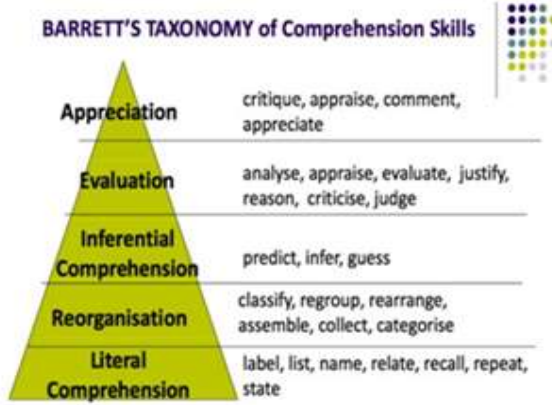 BARRETT'S TAXONOMY of Comprehension Skills
Appreciation
critique, appraise, comment,
appreciate
Evaluation
analyse, appraise, evaluate, justify,
reason, criticise, judge
Inferential
Comprehension
predict, infer, guess
Reorganisation
classify, regroup, rearrange,
assemble, collect, categorise
Literal
Comprehension
label, list, name, relate, recall, repeat,
state